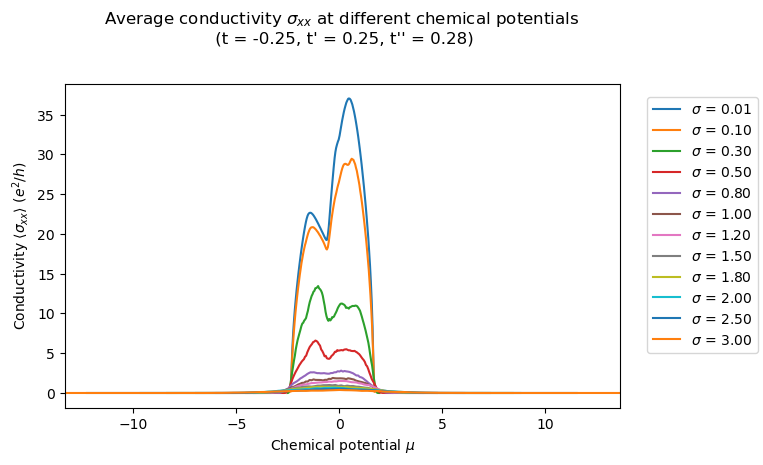 Average conductivity σxx at different chemical potentials
(t = -0.25, t' = 0.25, t'' = 0.28)
Conductivity ⟨σxx⟩ (e²/h)
35
30
25
20
15
10
5
0
−10
−5
0
5
10
Chemical potential μ
σ = 0.01
σ = 0.10
σ = 0.30
σ = 0.50
σ = 0.80
σ = 1.00
σ = 1.20
σ = 1.50
σ = 1.80
σ = 2.00
σ = 2.50
σ = 3.00